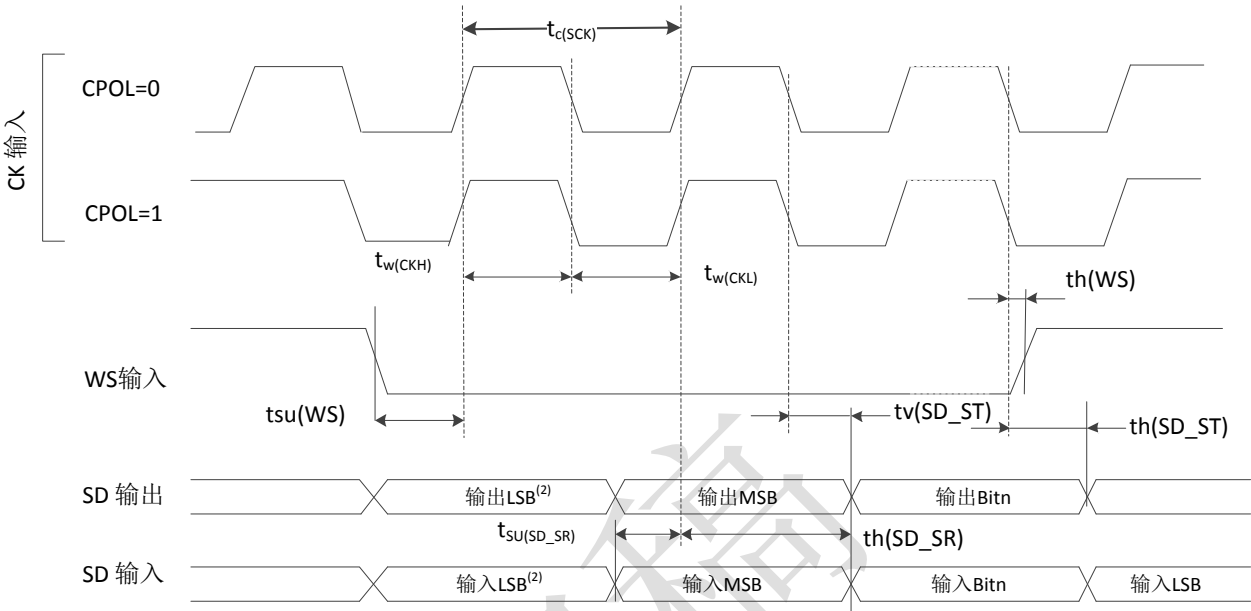 tc(SCK)
CK 输入
CPOL=0
CPOL=1
tw(CKH)
tw(CKL)
th(WS)
WS输入
tsu(WS)
tv(SD_ST)
th(SD_ST)
SD 输出
输出LSB(2)
输出MSB
输出Bitn
tSU(SD_SR)
th(SD_SR)
SD 输入
输入LSB(2)
输入MSB
输入Bitn
输入LSB
稿